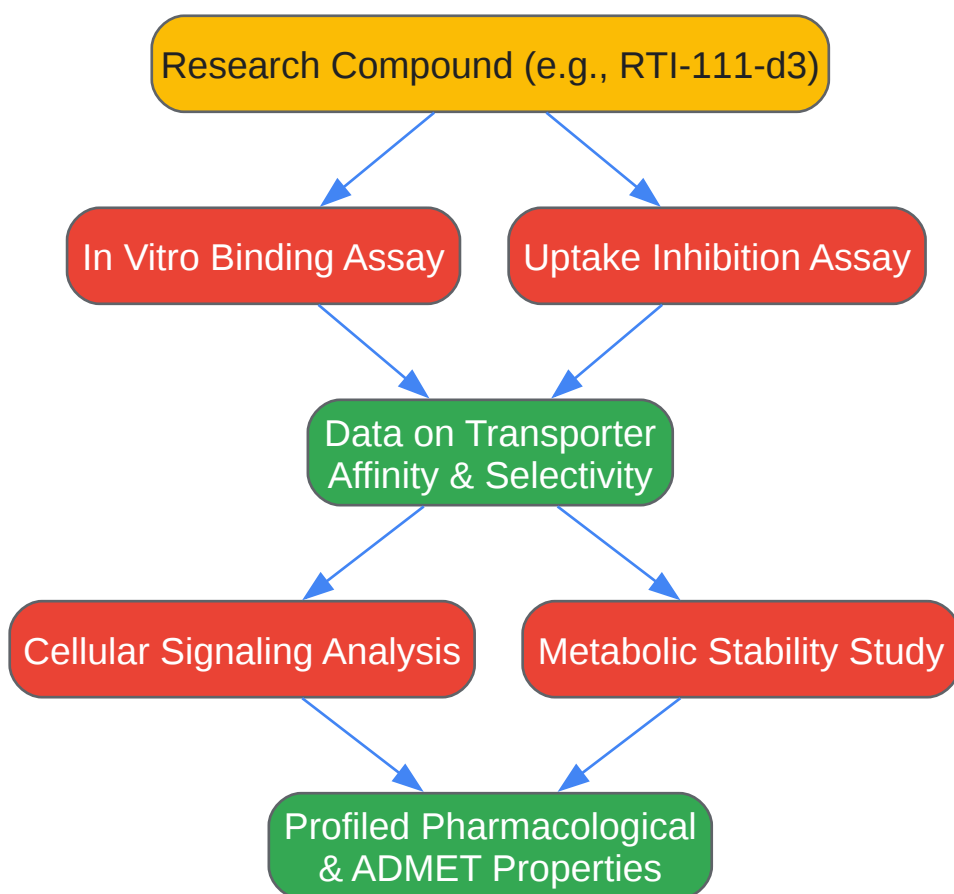 Research Compound (e.g., RTI-111-d3)
In Vitro Binding Assay
Uptake Inhibition Assay
Data on Transporter
Affinity & Selectivity
Cellular Signaling Analysis
Metabolic Stability Study
Profiled Pharmacological
& ADMET Properties